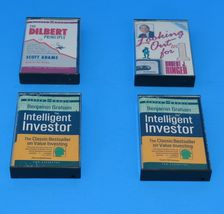 THE
DILBERT
PRINCIPLE
SCOTT ADAMS
Looking
Out
for
#1
ROBERT J.
RINGER
Benjamin Graham
Intelligent
Investor
The Classic Bestseller
on Value Investing
Benjamin Graham
Intelligent
Investor
The Classic Bestseller
on Value Investing